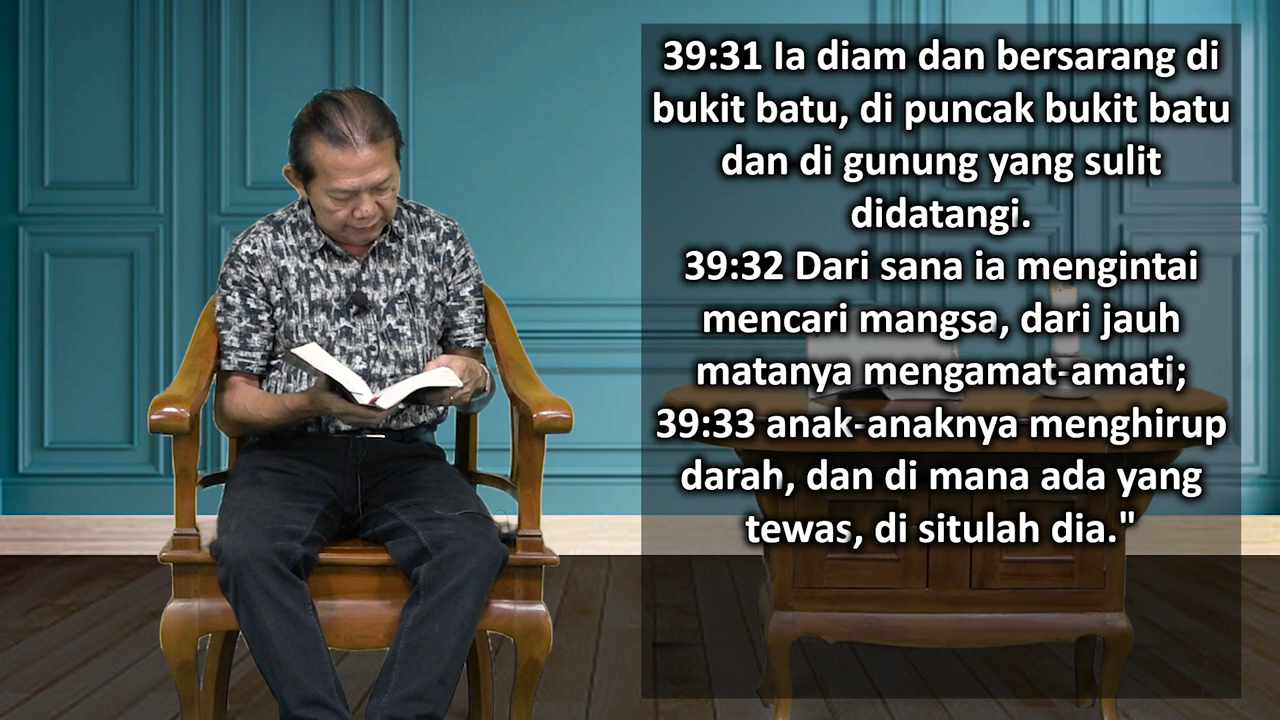 39:31 Ia diam dan bersarang di
bukit batu, di puncak bukit batu
dan di gunung yang sulit
didatangi.
39:32 Dari sana ia mengintai
mencari mangsa, dari jauh
matanya mengamat-amati;
39:33 anak-anaknya menghirup
darah, dan di mana ada yang
tewas, di situlah dia."